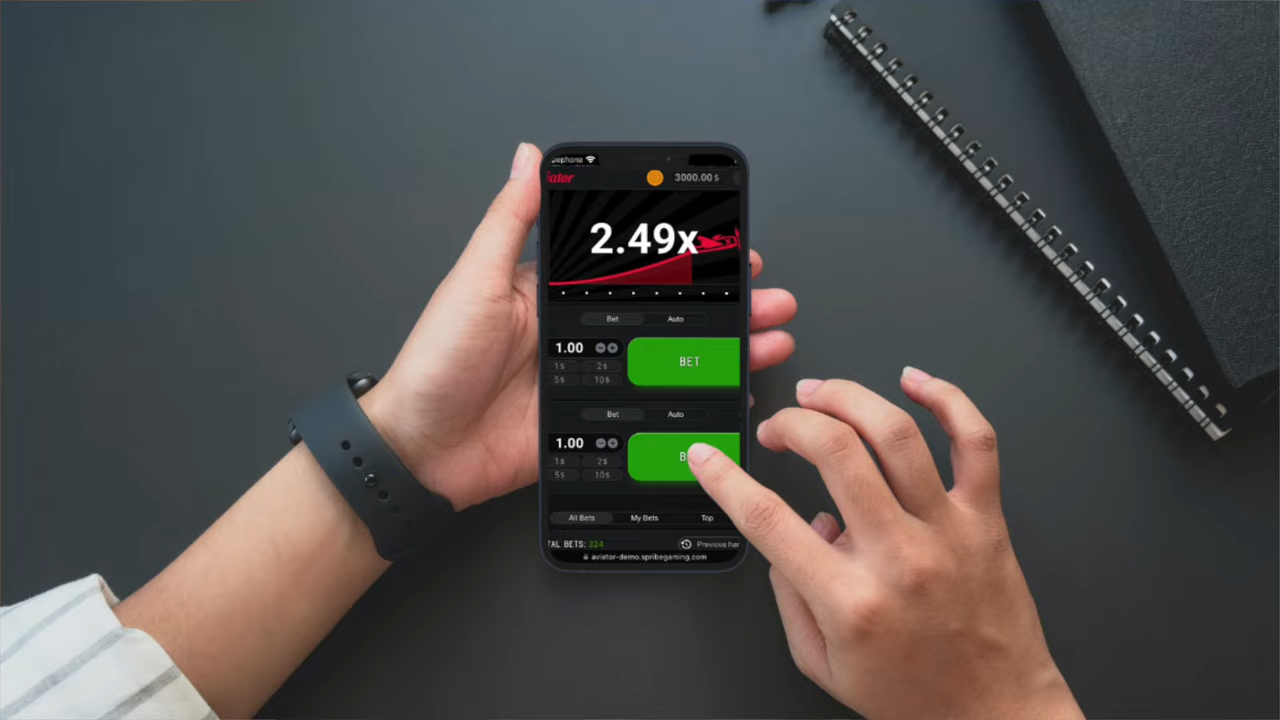 iator
3000.00 $
2.49x
Bet Auto
1.00
BET
1$ 2$
5$ 10$
Bet Auto
1.00
B
1$ 2$
5$ 10$
All Bets My Bets Top
TAL BETS: 324
Previous han
aviator-demo.spribegaming.com